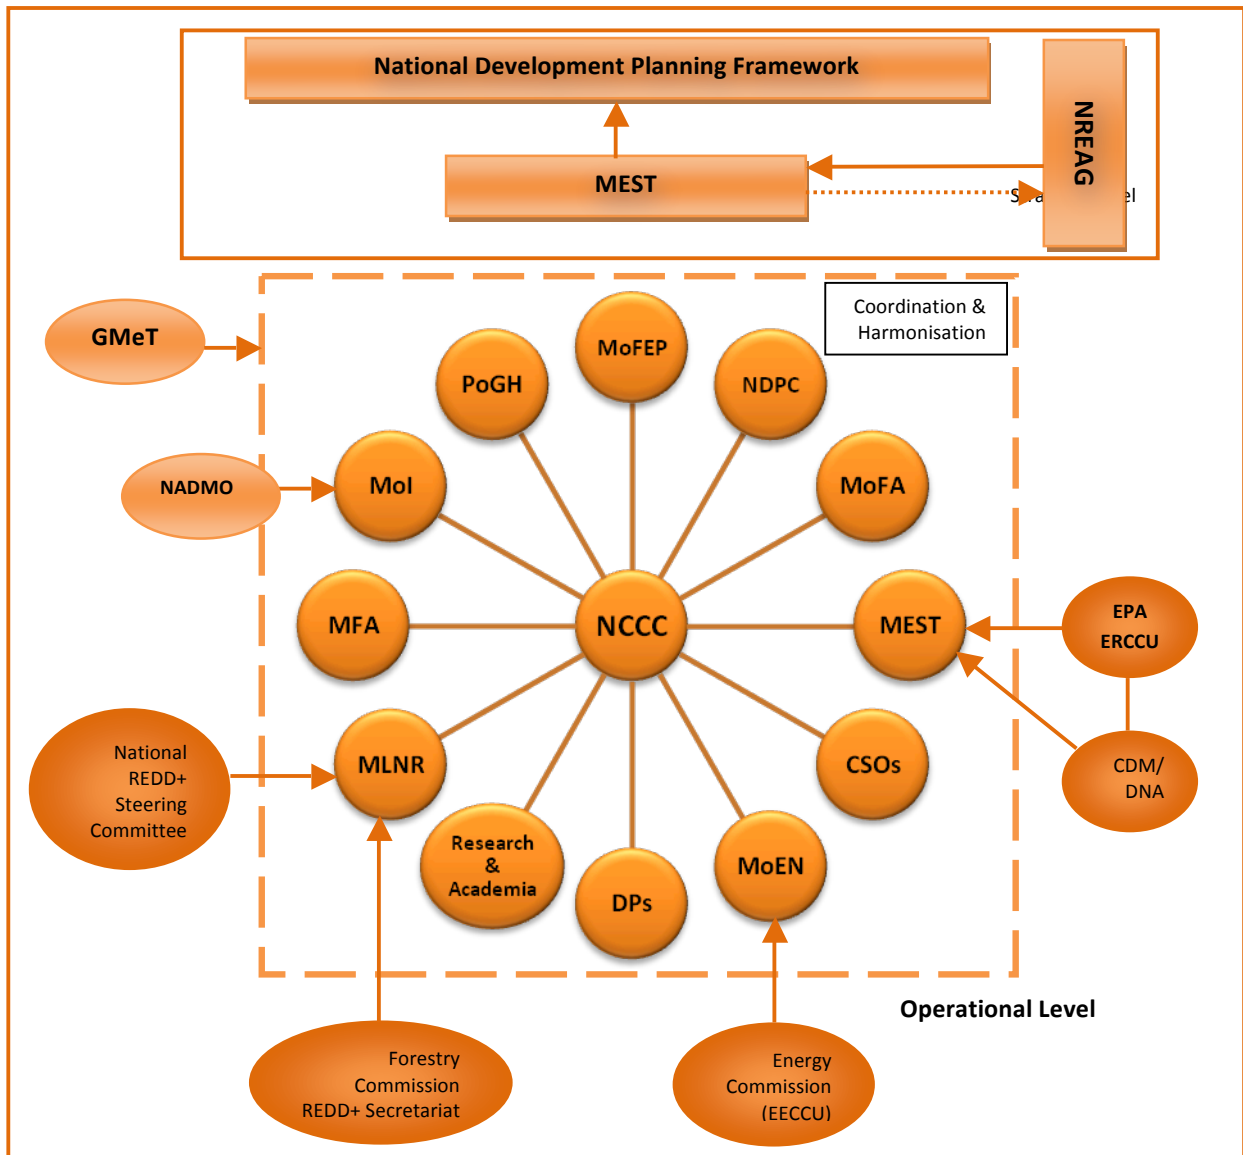 National Development Planning Framework
NREAG
MEST
Coordination &
Harmonisation
GMeT
MoFEP
PoGH
NDPC
NADMO
MoI
MoFA
MFA
NCCC
MEST
EPA
ERCCU
National
REDD+
Steering
Committee
MLNR
CSOs
CDM/
DNA
Research
&
Academia
DPs
MoEN
Operational Level
Forestry
Commission
REDD+ Secretariat
Energy
Commission
(EECCU)